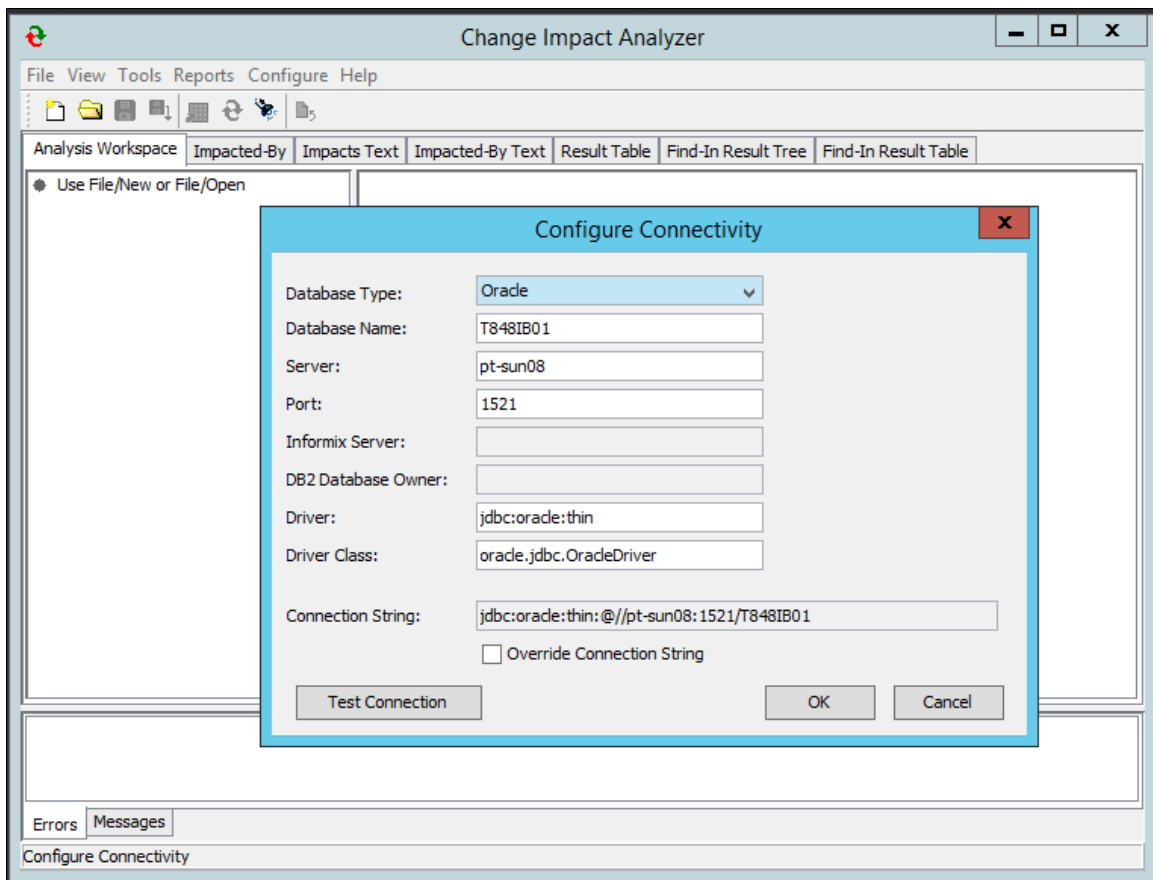 Change Impact Analyzer
File View Tools Reports Configure Help
Analysis Workspace Impacted-By Impacts Text Impacted-By Text Result Table Find-In Result Tree Find-In Result Table
Use File/New or File/Open
Configure Connectivity
Database Type: Oracle
Database Name: T848IB01
Server: pt-sun08
Port: 1521
Informix Server:
DB2 Database Owner:
Driver: jdbc:oracle:thin
Driver Class: oracle.jdbc.OracleDriver
Connection String: jdbc:oracle:thin:@//pt-sun08:1521/T848IB01
Override Connection String
Test Connection OK Cancel
Errors Messages
Configure Connectivity